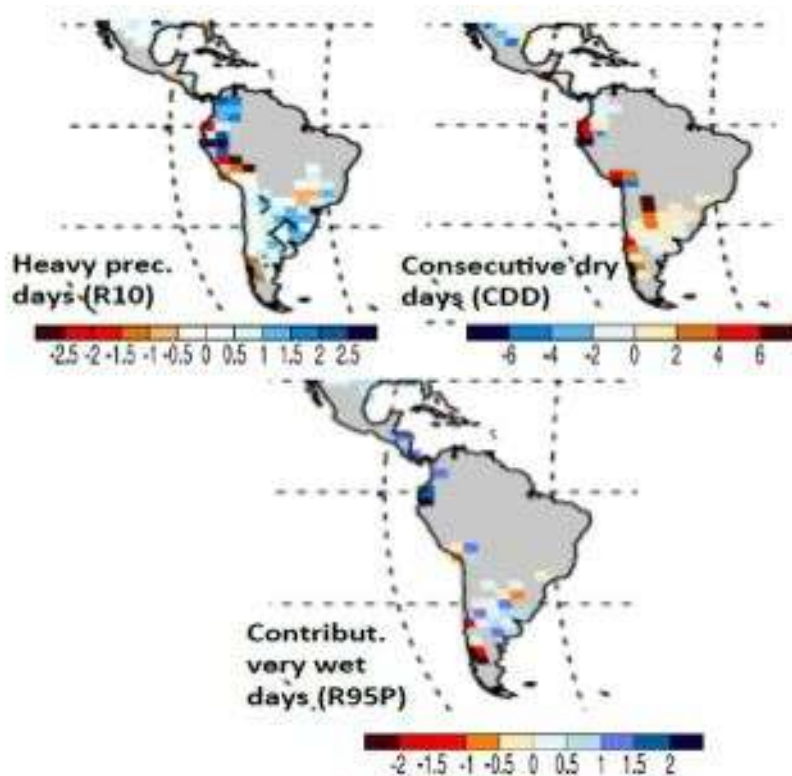 Heavy prec.
days (R10)
-2.5 -2 -1.5 -1 -0.5 0 0.5 1 1.5 2 2.5
Consecutive dry
days (CDD)
-6 -4 -2 0 2 4 6
Contribut.
very wet
days (R95P)
-2 -1.5 -1 -0.5 0 0.5 1 1.5 2